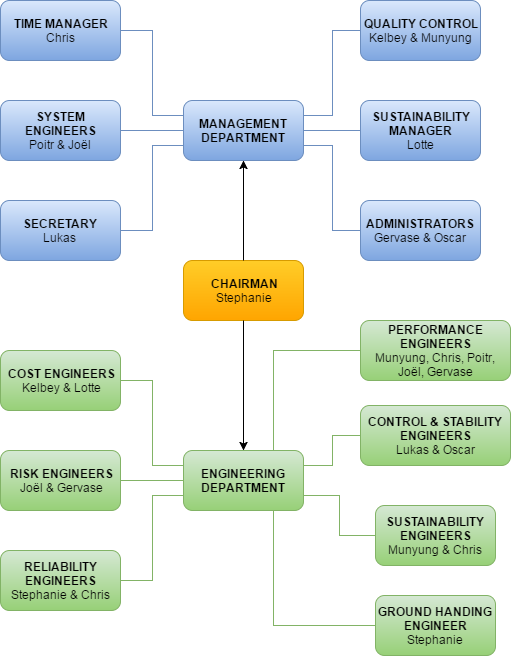 TIME MANAGER
Chris
QUALITY CONTROL
Kelbey & Munyung
SYSTEM
ENGINEERS
Poitr & Joël
MANAGEMENT
DEPARTMENT
SUSTAINABILITY
MANAGER
Lotte
SECRETARY
Lukas
ADMINISTRATORS
Gervase & Oscar
CHAIRMAN
Stephanie
PERFORMANCE
ENGINEERS
Munyung, Chris, Poitr,
Joël, Gervase
COST ENGINEERS
Kelbey & Lotte
CONTROL & STABILITY
ENGINEERS
Lukas & Oscar
RISK ENGINEERS
Joël & Gervase
ENGINEERING
DEPARTMENT
SUSTAINABILITY
ENGINEERS
Munyung & Chris
RELIABILITY
ENGINEERS
Stephanie & Chris
GROUND HANDING
ENGINEER
Stephanie